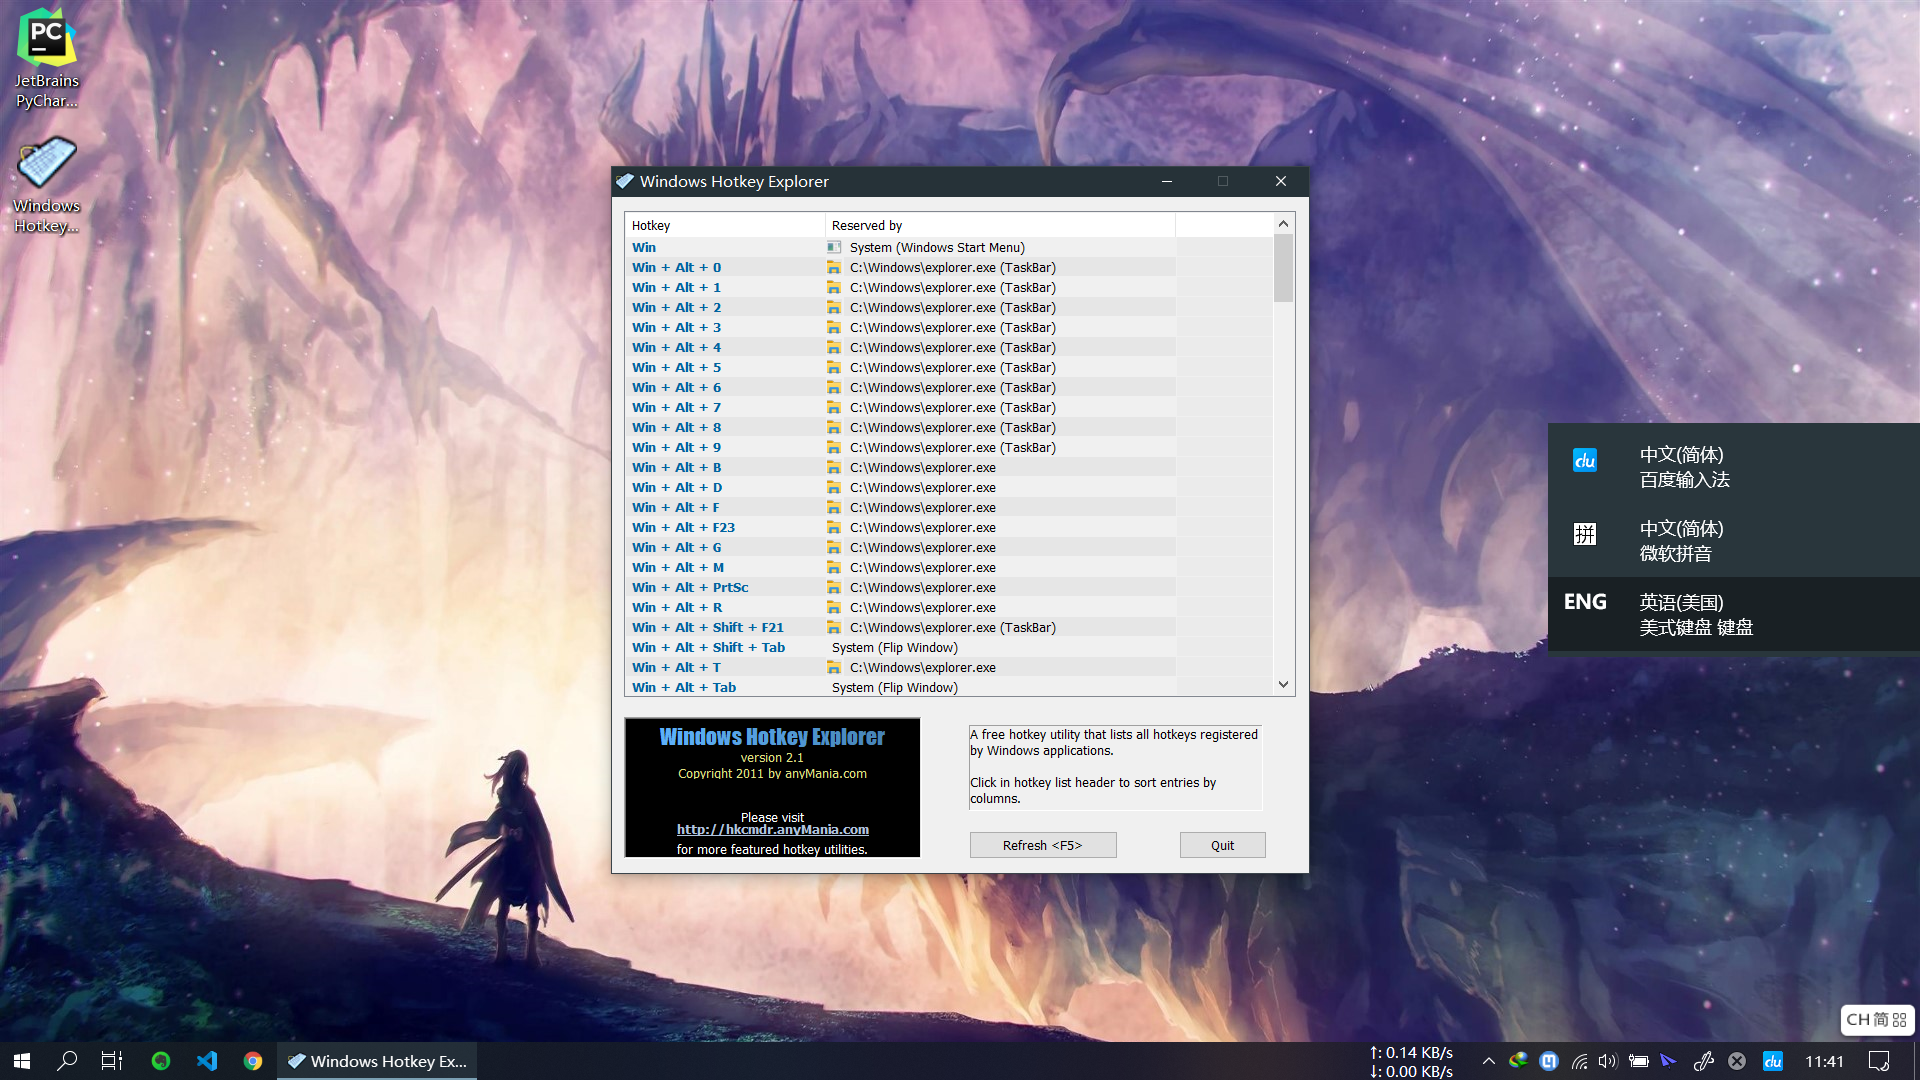 PC
JetBrains
PyChar...
Windows
Hotkey...
Windows Hotkey Explorer
Hotkey Reserved by
Win System (Windows Start Menu)
Win + Alt + 0 C:\Windows\explorer.exe (TaskBar)
Win + Alt + 1 C:\Windows\explorer.exe (TaskBar)
Win + Alt + 2 C:\Windows\explorer.exe (TaskBar)
Win + Alt + 3 C:\Windows\explorer.exe (TaskBar)
Win + Alt + 4 C:\Windows\explorer.exe (TaskBar)
Win + Alt + 5 C:\Windows\explorer.exe (TaskBar)
Win + Alt + 6 C:\Windows\explorer.exe (TaskBar)
Win + Alt + 7 C:\Windows\explorer.exe (TaskBar)
Win + Alt + 8 C:\Windows\explorer.exe (TaskBar)
Win + Alt + 9 C:\Windows\explorer.exe (TaskBar)
Win + Alt + B C:\Windows\explorer.exe
Win + Alt + D C:\Windows\explorer.exe
Win + Alt + F C:\Windows\explorer.exe
Win + Alt + F23 C:\Windows\explorer.exe
Win + Alt + G C:\Windows\explorer.exe
Win + Alt + M C:\Windows\explorer.exe
Win + Alt + PrtSc C:\Windows\explorer.exe
Win + Alt + R C:\Windows\explorer.exe
Win + Alt + Shift + F21 C:\Windows\explorer.exe (TaskBar)
Win + Alt + Shift + Tab System (Flip Window)
Win + Alt + T C:\Windows\explorer.exe
Win + Alt + Tab System (Flip Window)
Windows Hotkey Explorer
version 2.1
Copyright 2011 by anyMania.com
Please visit
http://hkcmdr.anyMania.com
for more featured hotkey utilities.
A free hotkey utility that lists all hotkeys registered
by Windows applications.
Click in hotkey list header to sort entries by
columns.
Refresh <F5> Quit
du 中文(简体)
百度输入法
拼 中文(简体)
微软拼音
ENG 英语(美国)
美式键盘 键盘
CH 简
Windows Hotkey Ex...
↑: 0.14 KB/s
↓: 0.00 KB/s
du
11:41